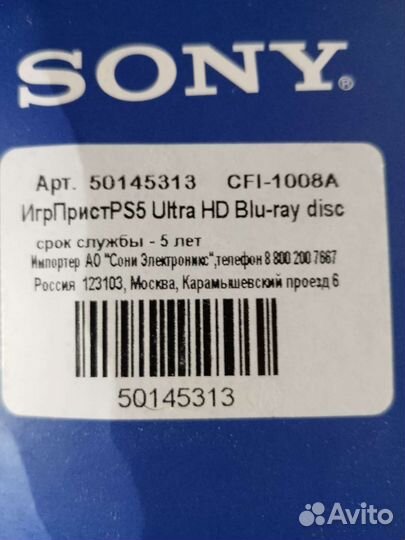 SONY®
Арт. 50145313 CFI-1008A
ИгрПристPS5 Ultra HD Blu-ray disc
срок службы - 5 лет
Импортер АО "Сони Электроникс",телефон 8 800 200 7667
Россия 123103, Москва, Карамышевский проезд 6
50145313
Avito